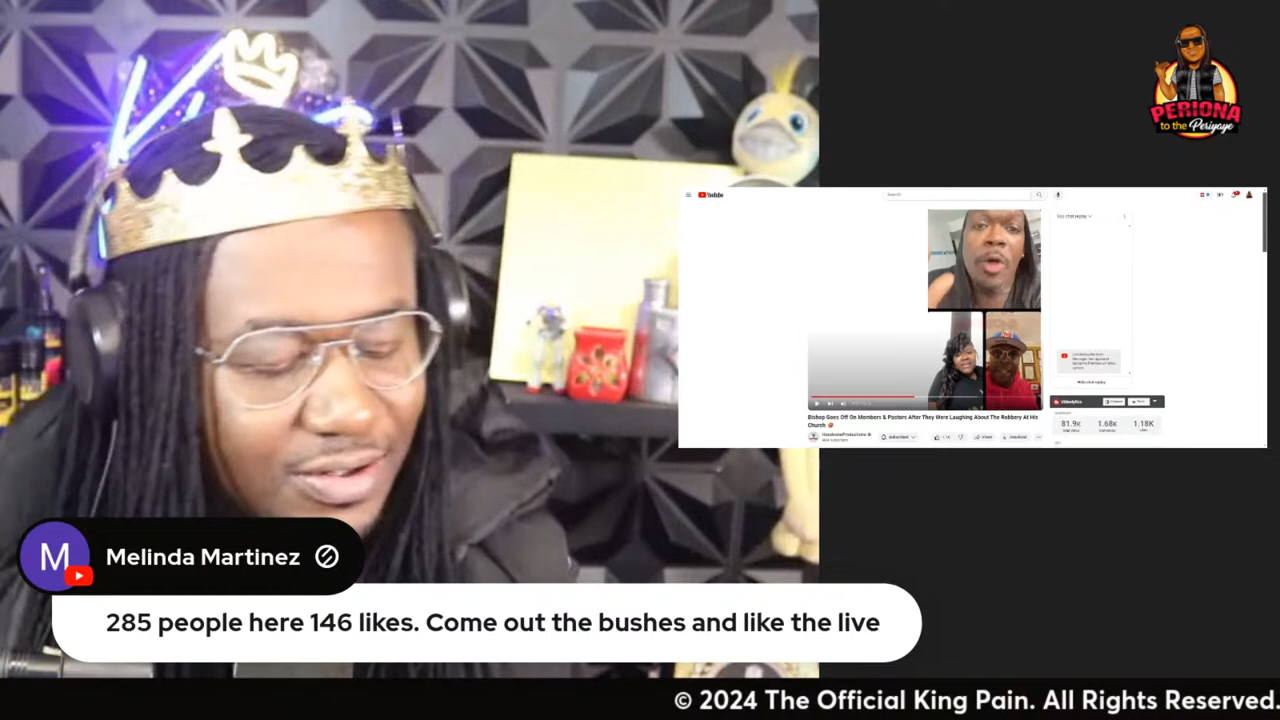 PERIONA
to the Periyaye
YouTube
Search
Bishop Goes Off On Members & Pastors After They Were Laughing About The Robbery At His
Church
81.9K
1.68K
1.18K
M
Melinda Martinez
285 people here 146 likes. Come out the bushes and like the live
© 2024 The Official King Pain. All Rights Reserved.